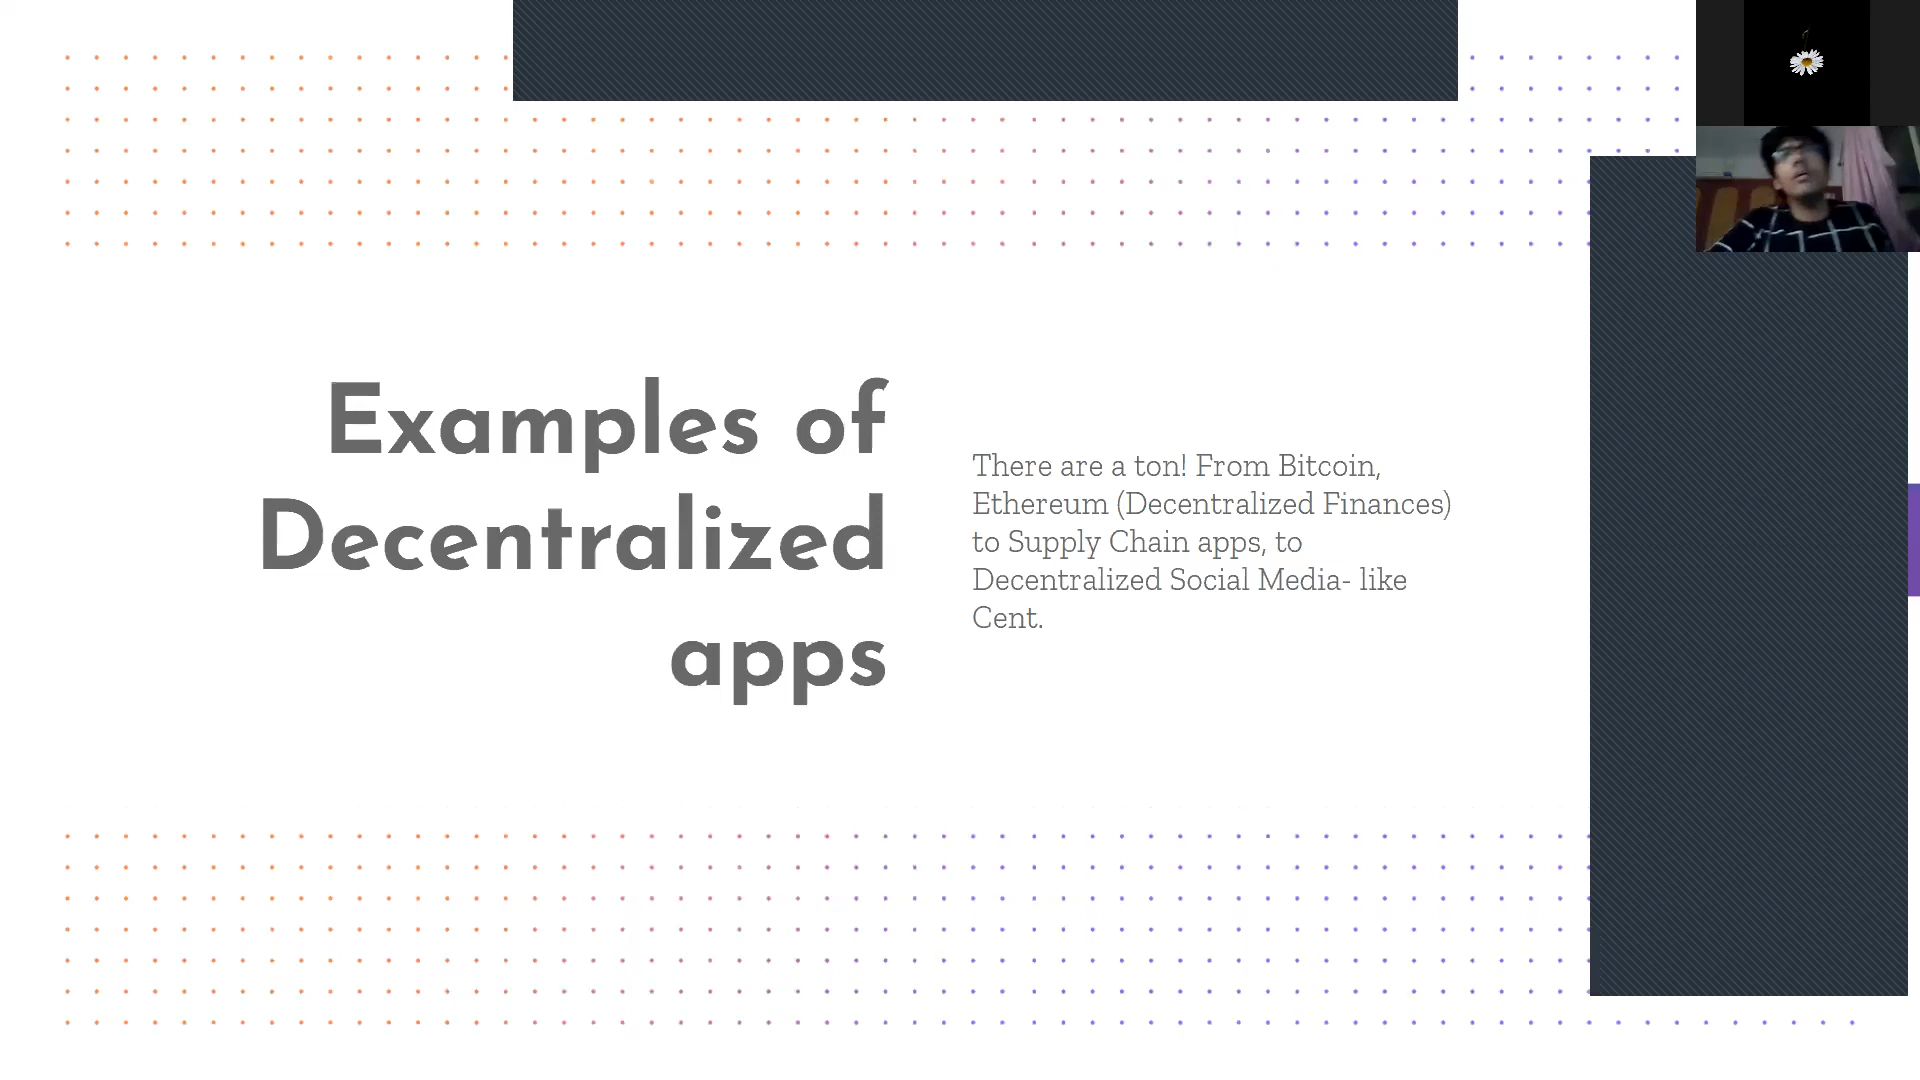 Examples of
Decentralized
apps
There are a ton! From Bitcoin,
Ethereum (Decentralized Finances)
to Supply Chain apps, to
Decentralized Social Media- like
Cent.